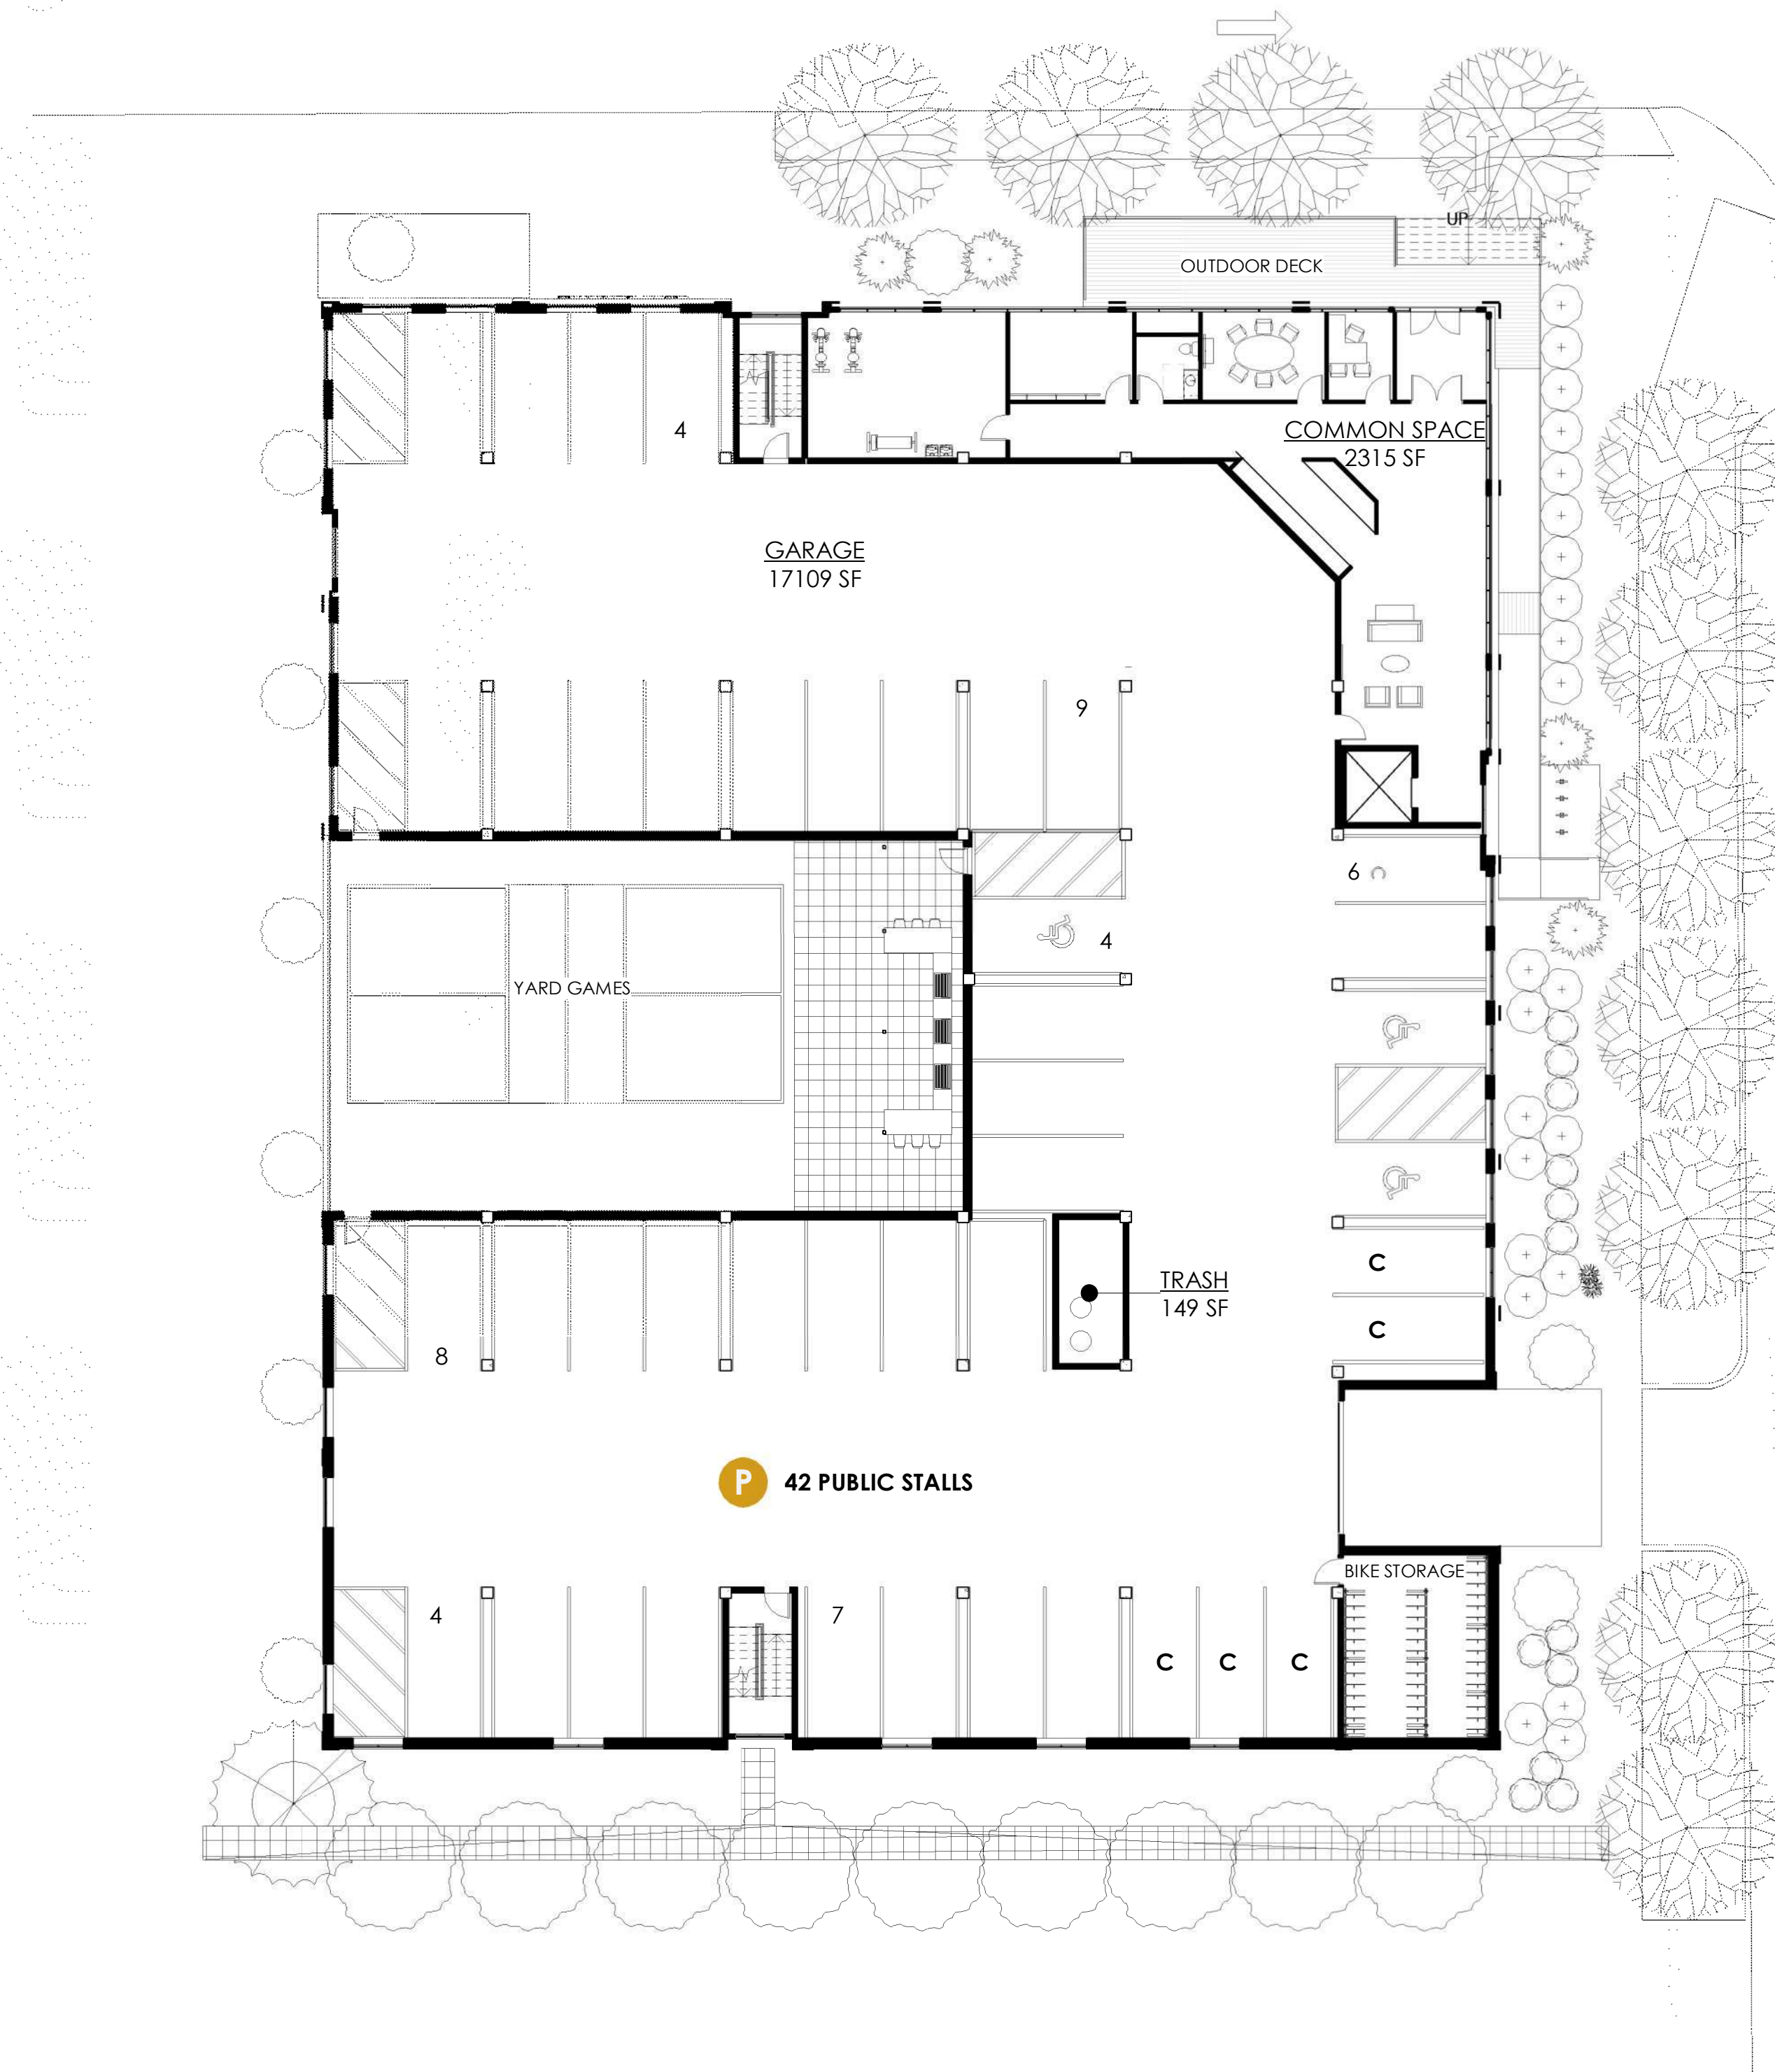 UP
OUTDOOR DECK
4
COMMON SPACE
2315 SF
GARAGE
17109 SF
9
6
4
YARD GAMES
C
TRASH
149 SF
C
8
P 42 PUBLIC STALLS
BIKE STORAGE
4
7
C C C